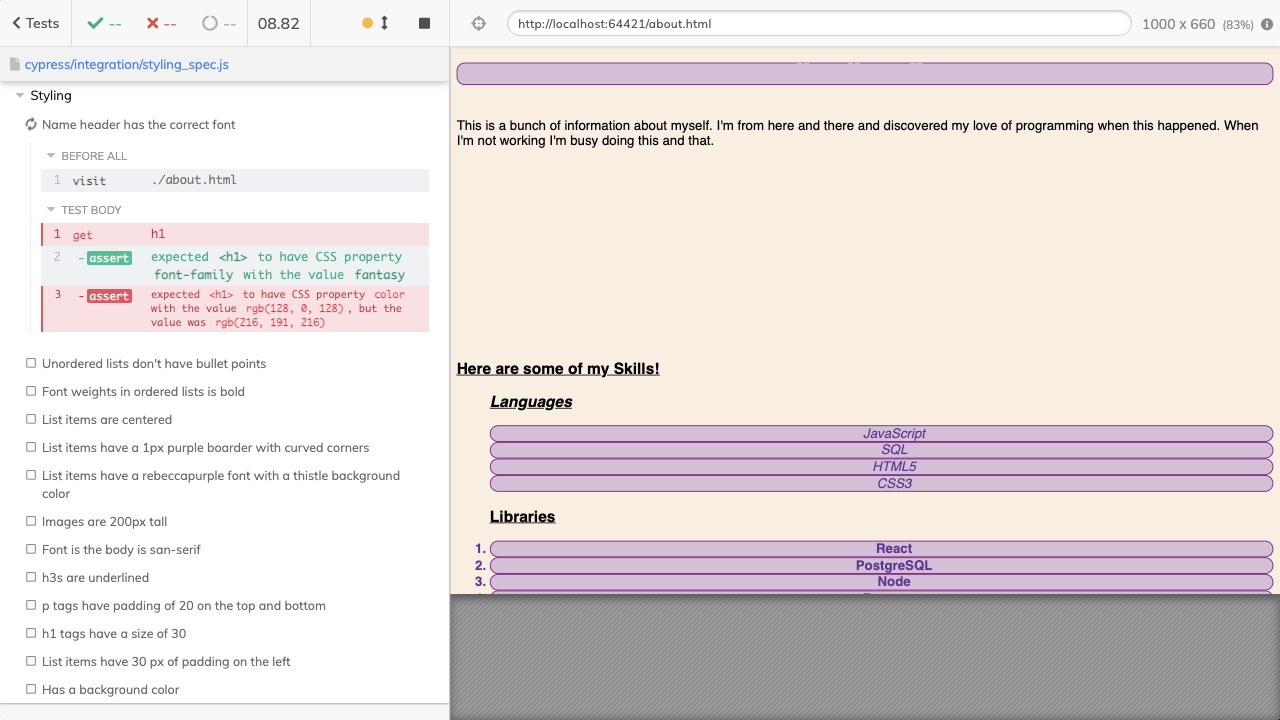 Tests
--
--
--
08.82
http://localhost:64421/about.html
1000 x 660 (83%)
cypress/integration/styling_spec.js
Styling
Name header has the correct font
BEFORE ALL
1 visit ./about.html
TEST BODY
1 get h1
2 -assert expected <h1> to have CSS property
font-family with the value fantasy
3 -assert expected <h1> to have CSS property color
with the value rgb(128, 0, 128), but the
value was rgb(216, 191, 216)
Unordered lists don't have bullet points
Font weights in ordered lists is bold
List items are centered
List items have a 1px purple boarder with curved corners
List items have a rebeccapurple font with a thistle background
color
Images are 200px tall
Font is the body is san-serif
h3s are underlined
p tags have padding of 20 on the top and bottom
h1 tags have a size of 30
List items have 30 px of padding on the left
Has a background color
This is a bunch of information about myself. I'm from here and there and discovered my love of programming when this happened. When
I'm not working I'm busy doing this and that.
Here are some of my Skills!
Languages
JavaScript
SQL
HTML5
CSS3
Libraries
1. React
2. PostgreSQL
3. Node